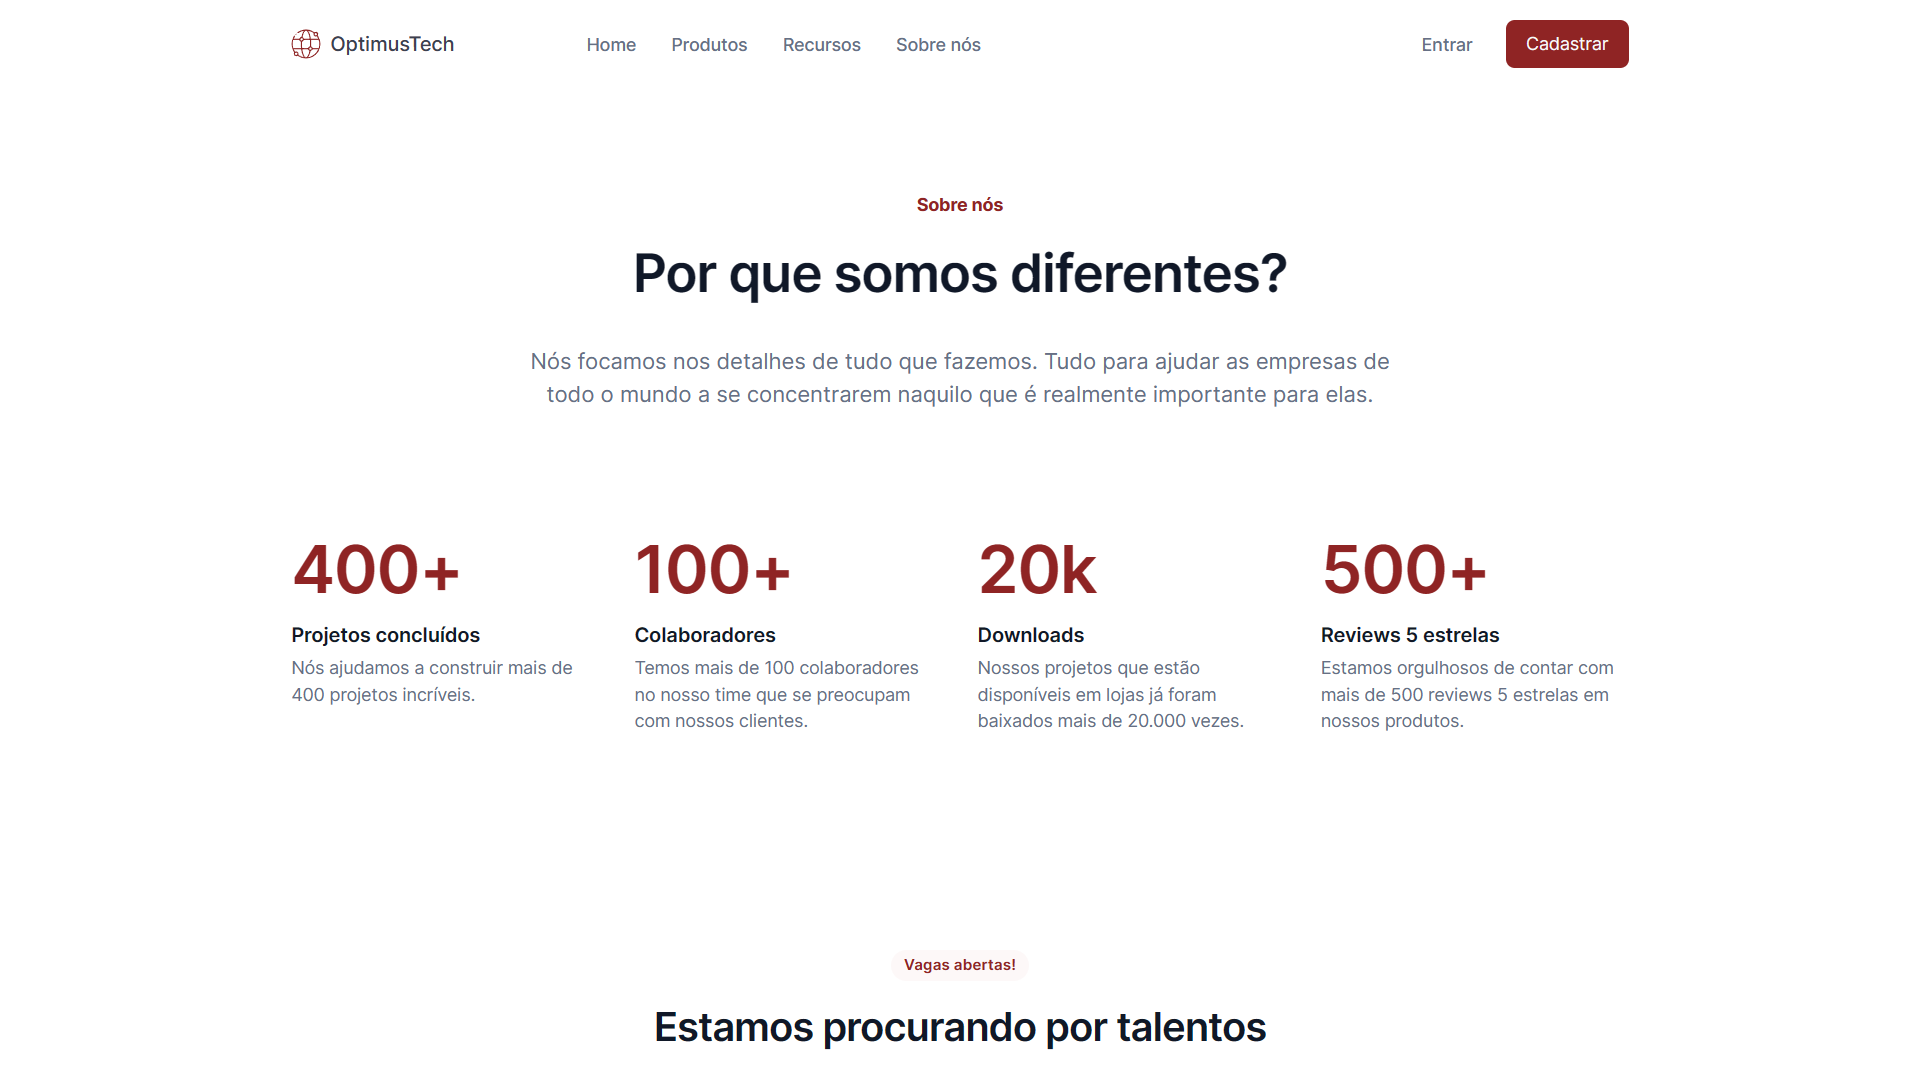 OptimusTech
Home
Produtos
Recursos
Sobre nós
Entrar
Cadastrar
Sobre nós
Por que somos diferentes?
Nós focamos nos detalhes de tudo que fazemos. Tudo para ajudar as empresas de
todo o mundo a se concentrarem naquilo que é realmente importante para elas.
400+
Projetos concluídos
Nós ajudamos a construir mais de
400 projetos incríveis.
100+
Colaboradores
Temos mais de 100 colaboradores
no nosso time que se preocupam
com nossos clientes.
20k
Downloads
Nossos projetos que estão
disponíveis em lojas já foram
baixados mais de 20.000 vezes.
500+
Reviews 5 estrelas
Estamos orgulhosos de contar com
mais de 500 reviews 5 estrelas em
nossos produtos.
Vagas abertas!
Estamos procurando por talentos